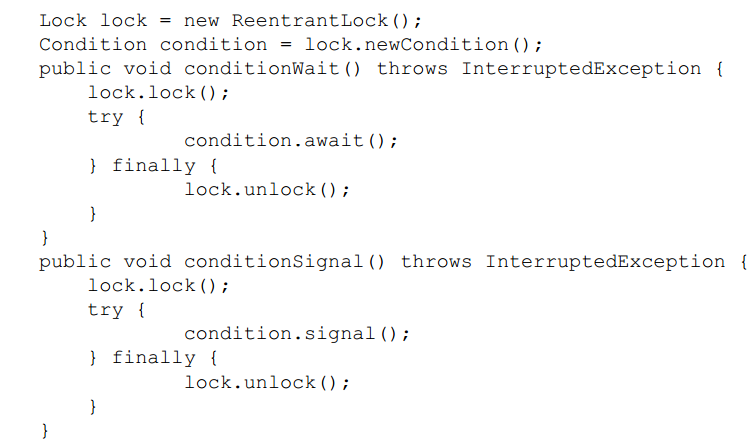 Lock lock = new ReentrantLock();
Condition condition = lock.newCondition();
public void conditionWait() throws InterruptedException {
    lock.lock();
    try {
            condition.await();
    } finally {
            lock.unlock();
    }
}
public void conditionSignal() throws InterruptedException {
    lock.lock();
    try {
            condition.signal();
    } finally {
            lock.unlock();
    }
}